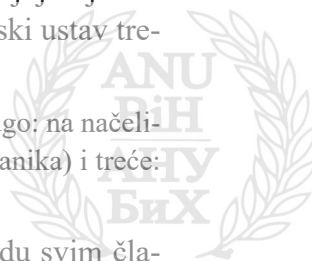 ski ustav tre-
ANU
BiH
go: na načeli-
anika) i treće:
АНУ
БиХ
du svim čla-